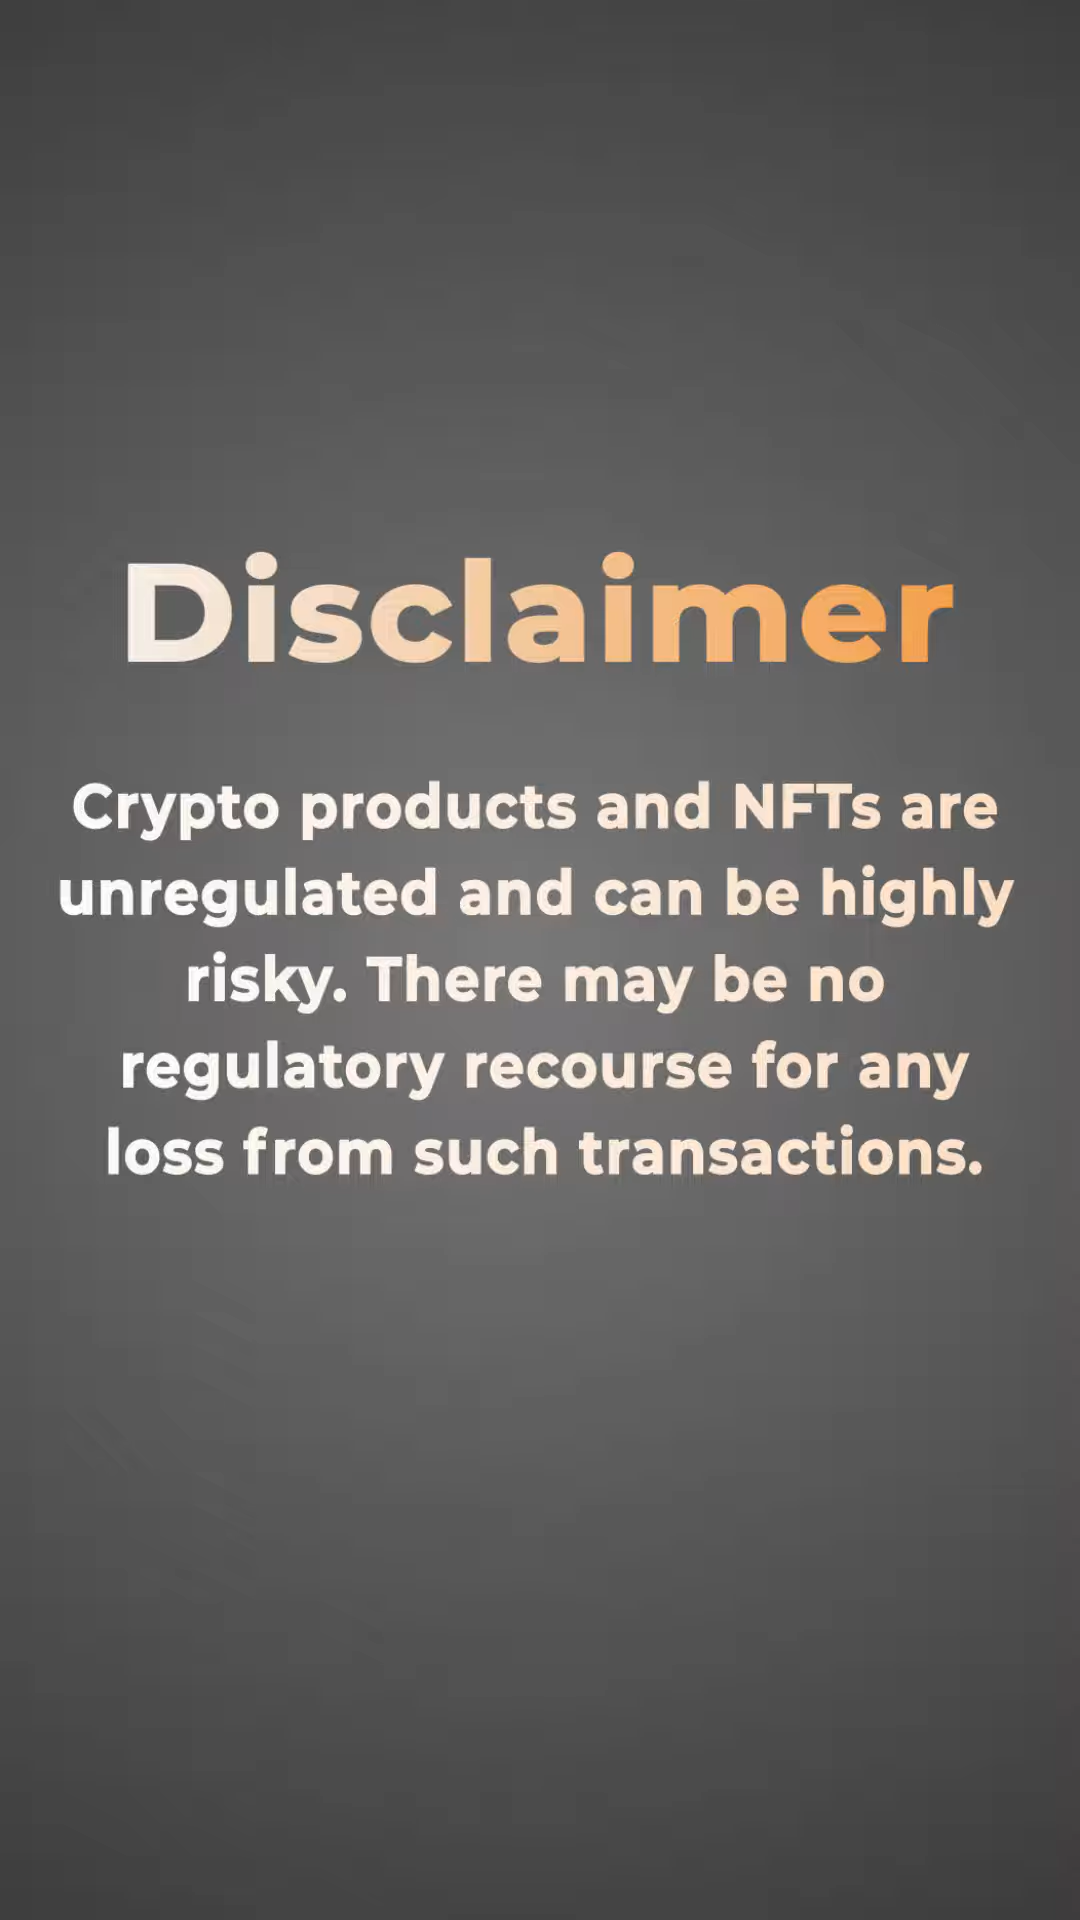 Disclaimer
Crypto products and NFTs are
unregulated and can be highly
risky. There may be no
regulatory recourse for any
loss from such transactions.